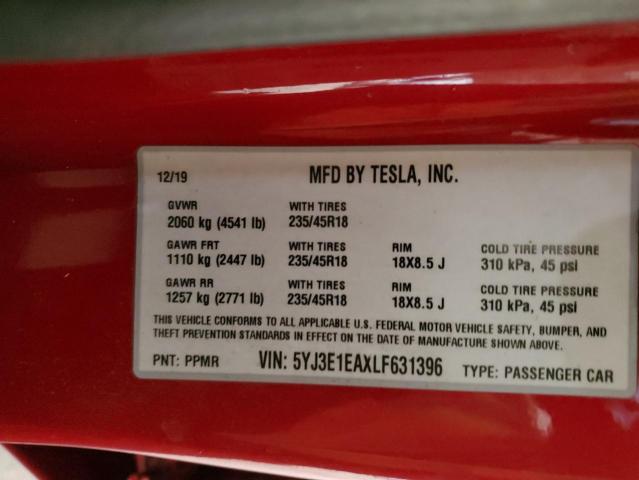 12/19 MFD BY TESLA, INC.
GVWR WITH TIRES
2060 kg (4541 lb) 235/45R18
GAWR FRT WITH TIRES RIM COLD TIRE PRESSURE
1110 kg (2447 lb) 235/45R18 18X8.5 J 310 kPa, 45 psi
GAWR RR WITH TIRES RIM COLD TIRE PRESSURE
1257 kg (2771 lb) 235/45R18 18X8.5 J 310 kPa, 45 psi
THIS VEHICLE CONFORMS TO ALL APPLICABLE U.S. FEDERAL MOTOR VEHICLE SAFETY, BUMPER, AND
THEFT PREVENTION STANDARDS IN EFFECT ON THE DATE OF MANUFACTURE SHOWN ABOVE.
PNT: PPMR VIN: 5YJ3E1EAXLF631396 TYPE: PASSENGER CAR